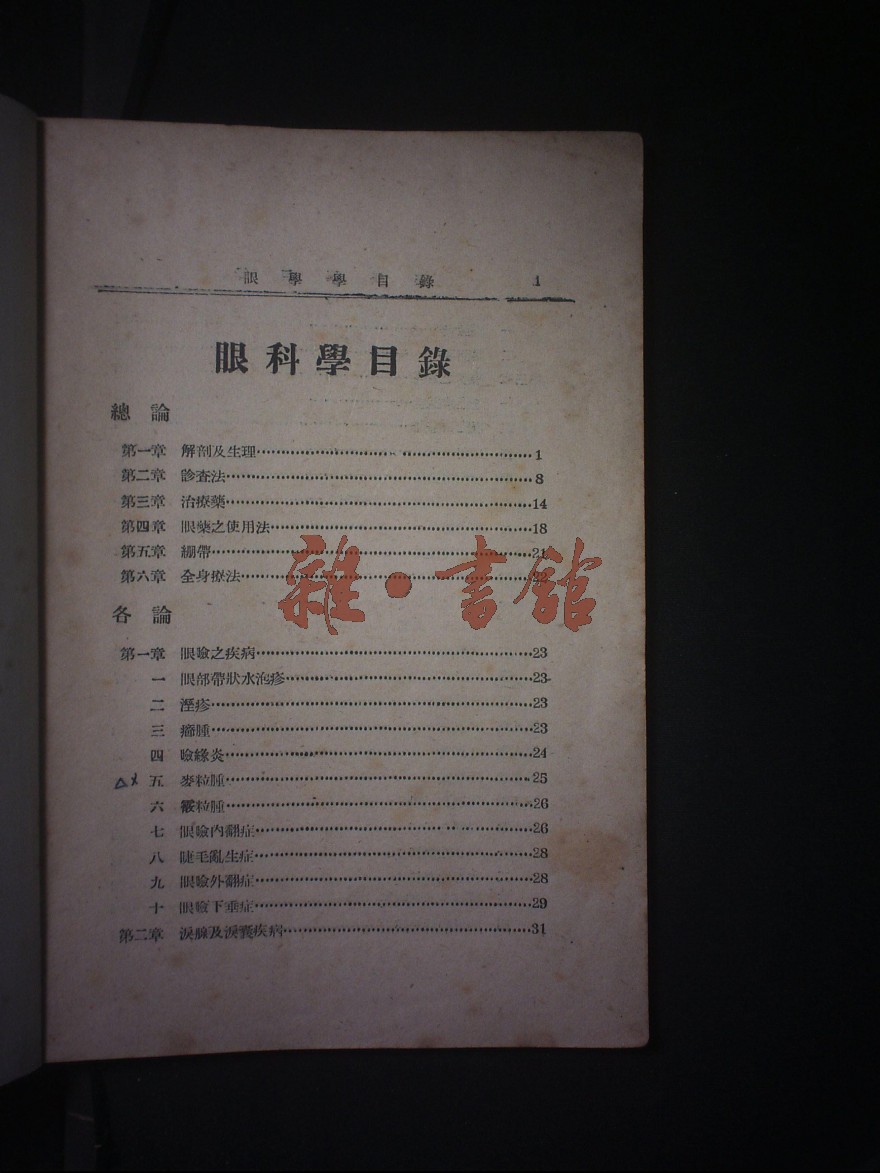 眼學學目錄 1
眼科學目錄
總論
第一章 解剖及生理……1
第二章 診查法……8
第三章 治療藥……14
第四章 眼藥之使用法……18
第五章 綳帶……21
第六章 全身療法……22
雜·書館
各論
第一章 眼瞼之疾病……23
一 眼部帶狀水泡疹……23
二 溼疹……23
三 癤腫……23
四 瞼緣炎……24
五 麥粒腫……25
六 霰粒腫……26
七 眼瞼內翻症……26
八 睫毛亂生症……28
九 眼瞼外翻症……28
十 眼瞼下垂症……29
第二章 淚腺及淚囊疾病……31